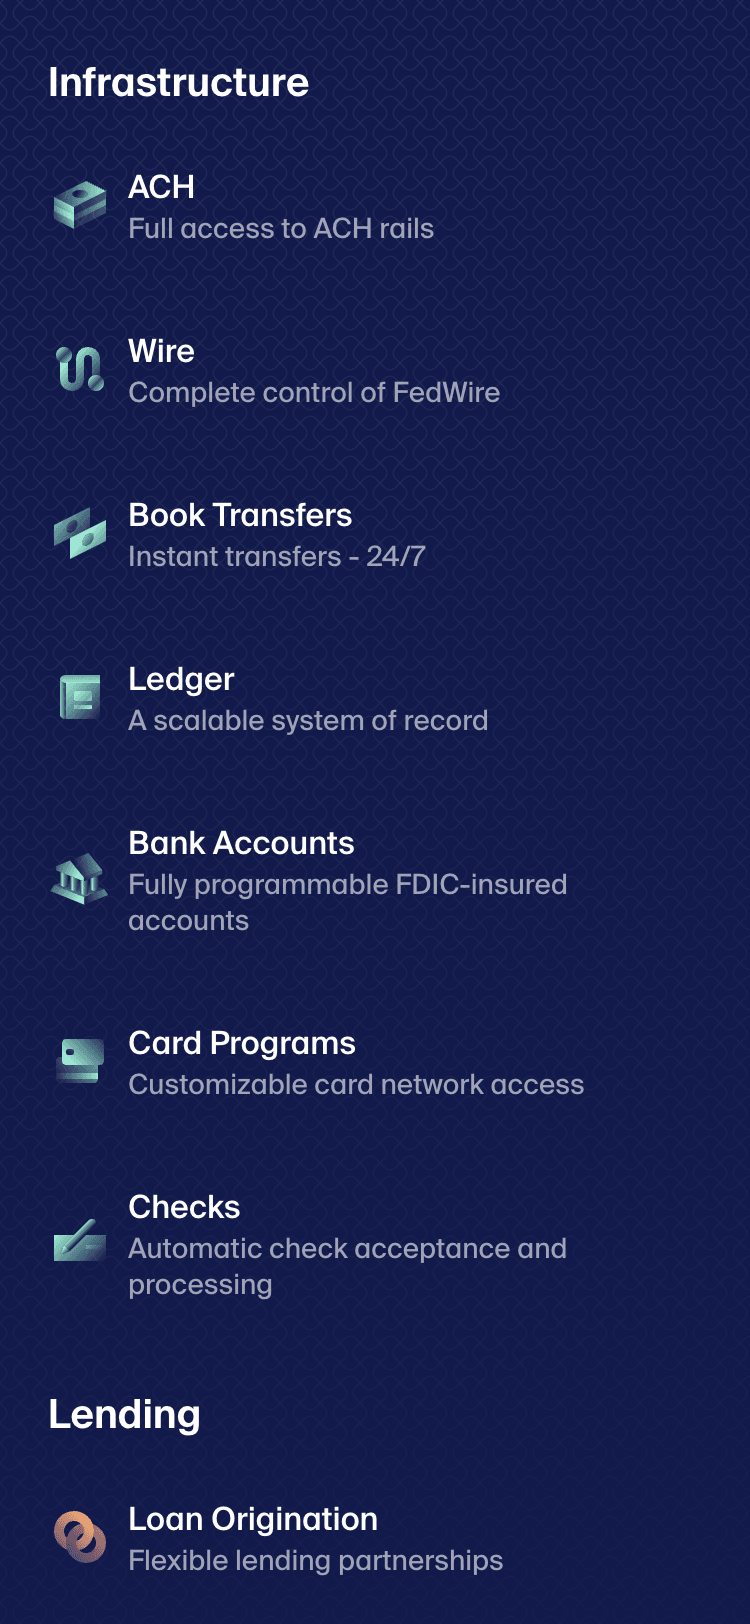 Infrastructure
ACH
Full access to ACH rails
Wire
Complete control of FedWire
Book Transfers
Instant transfers - 24/7
Ledger
A scalable system of record
Bank Accounts
Fully programmable FDIC-insured
accounts
Card Programs
Customizable card network access
Checks
Automatic check acceptance and
processing
Lending
Loan Origination
Flexible lending partnerships